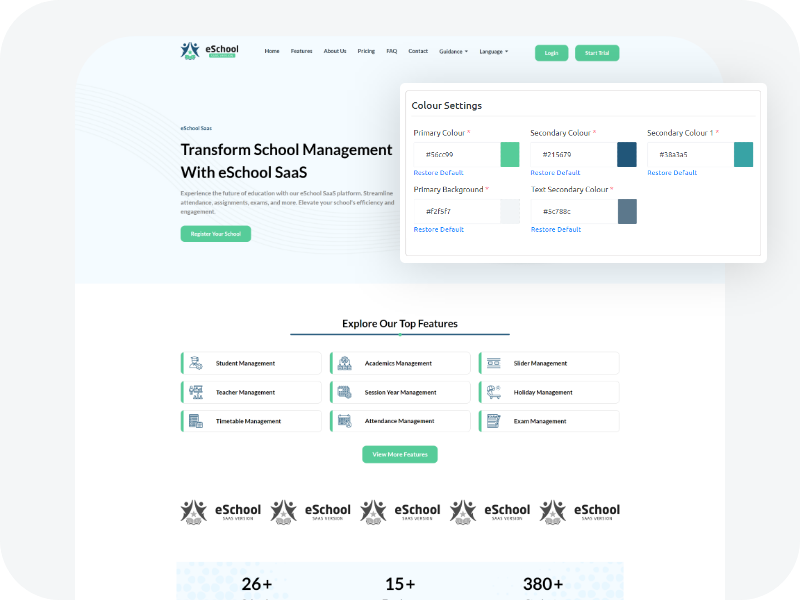 eSchool
SAAS VERSION
Home Features About Us Pricing FAQ Contact Guidance Language
Login Start Trial
eSchool Saas
Transform School Management
With eSchool SaaS
Experience the future of education with our eSchool SaaS platform. Streamline
attendance, assignments, exams, and more. Elevate your school's efficiency and
engagement.
Register Your School
Colour Settings
Primary Colour * Secondary Colour * Secondary Colour 1 *
#56cc99 #215679 #38a3a5
Restore Default Restore Default Restore Default
Primary Background * Text Secondary Colour *
#f2f5f7 #5c788c
Restore Default Restore Default
Explore Our Top Features
Student Management Academics Management Slider Management
Teacher Management Session Year Management Holiday Management
Timetable Management Attendance Management Exam Management
View More Features
eSchool eSchool eSchool eSchool eSchool
SAAS VERSION SAAS VERSION SAAS VERSION SAAS VERSION SAAS VERSION
26+ 15+ 380+